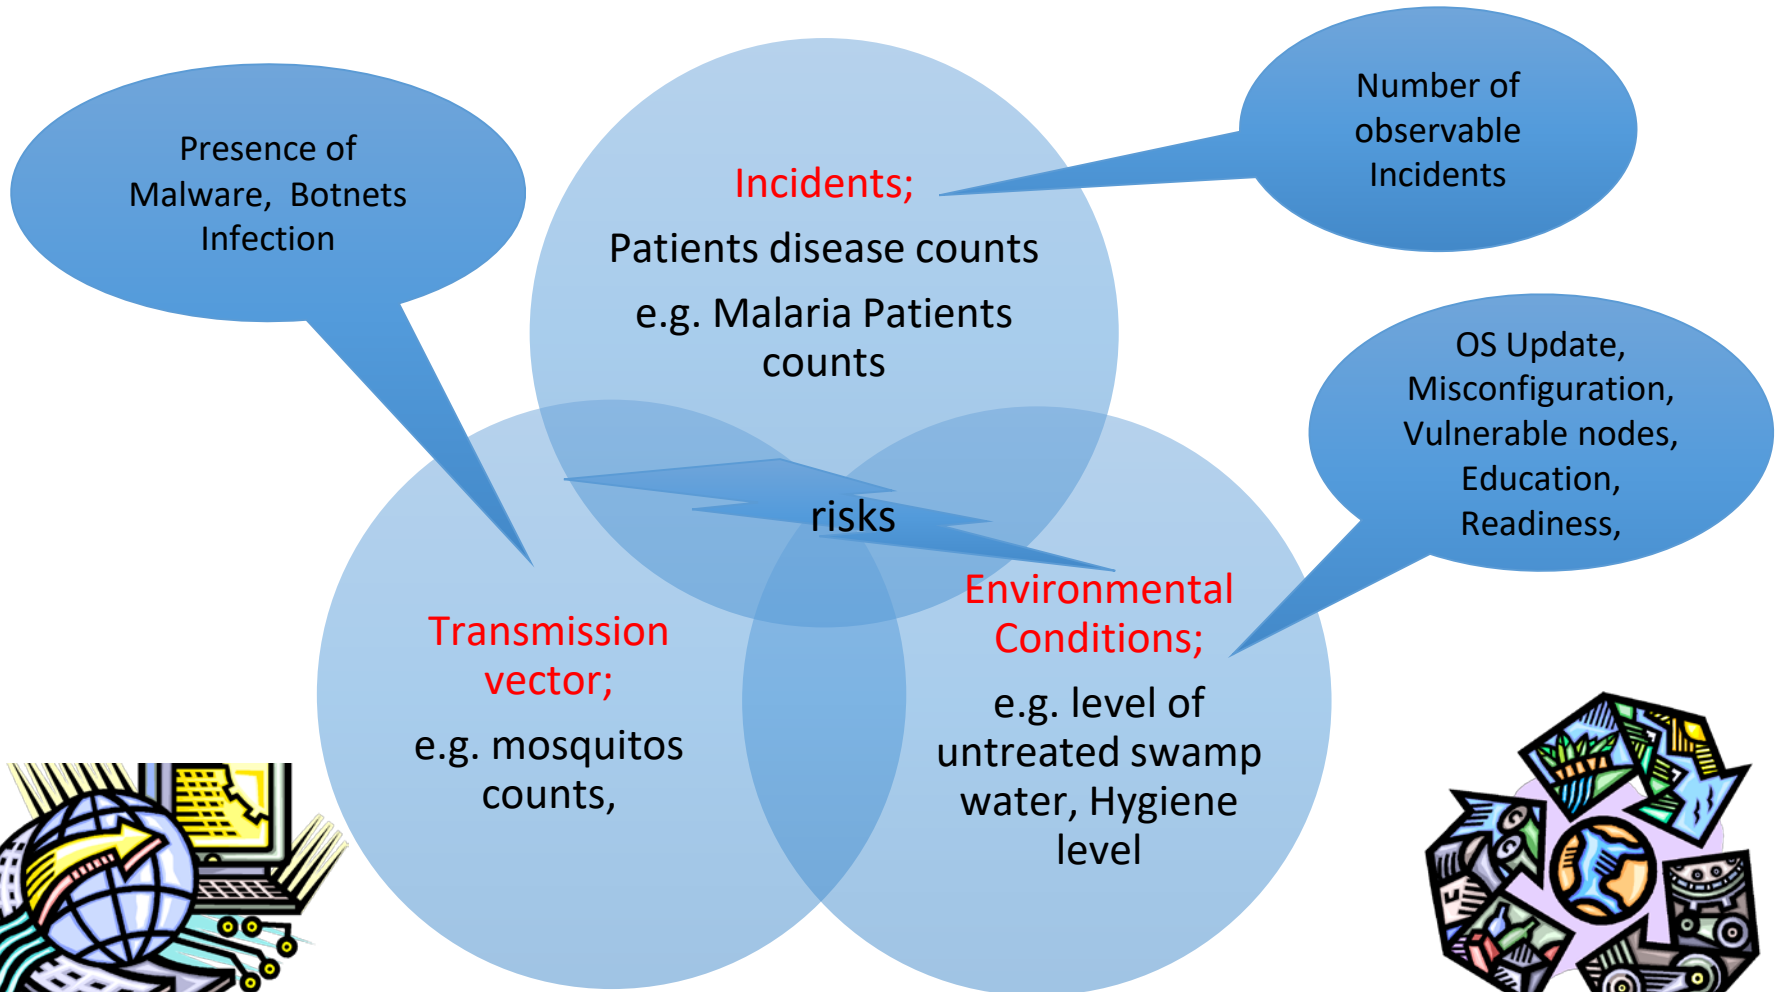 Presence of
Malware, Botnets
Infection
Number of
observable
Incidents
Incidents;
Patients disease counts
e.g. Malaria Patients
counts
OS Update,
Misconfiguration,
Vulnerable nodes,
Education,
Readiness,
risks
Transmission
vector;
e.g. mosquitos
counts,
Environmental
Conditions;
e.g. level of
untreated swamp
water, Hygiene
level